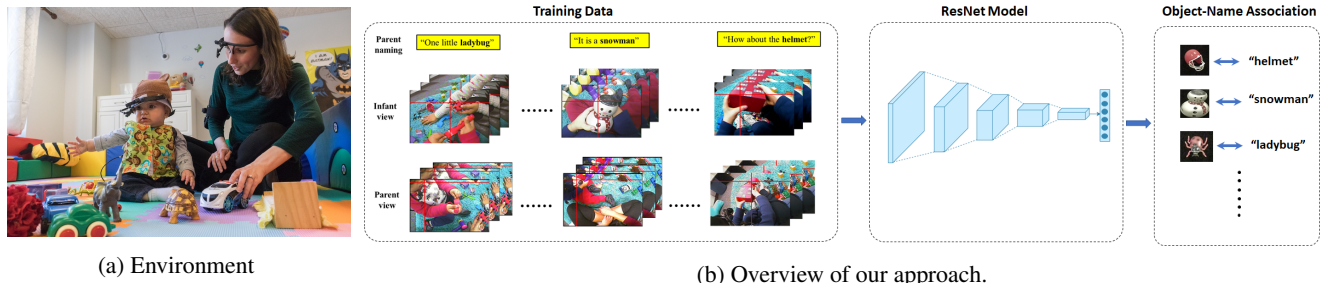 Training Data
ResNet Model
Object-Name Association
Parent naming
"One little ladybug"
"It is a snowman"
"How about the helmet?"
Infant view
Parent view
"helmet"
"snowman"
"ladybug"
(a) Environment
(b) Overview of our approach.